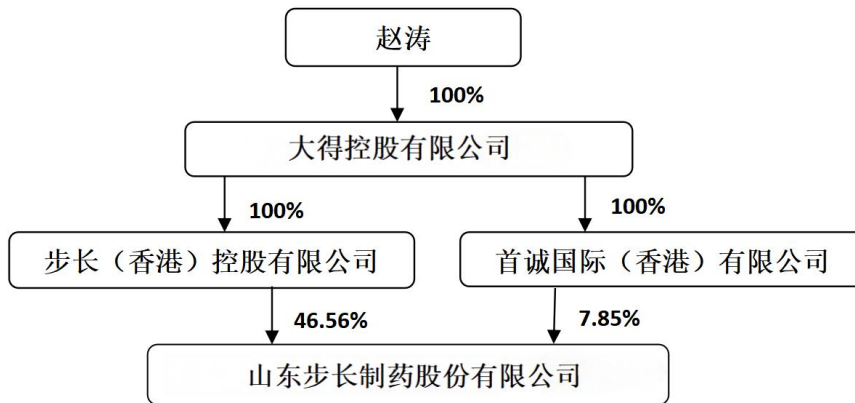 赵涛
100%
大得控股有限公司
100%
100%
步长（香港）控股有限公司
首诚国际（香港）有限公司
46.56%
7.85%
山东步长制药股份有限公司